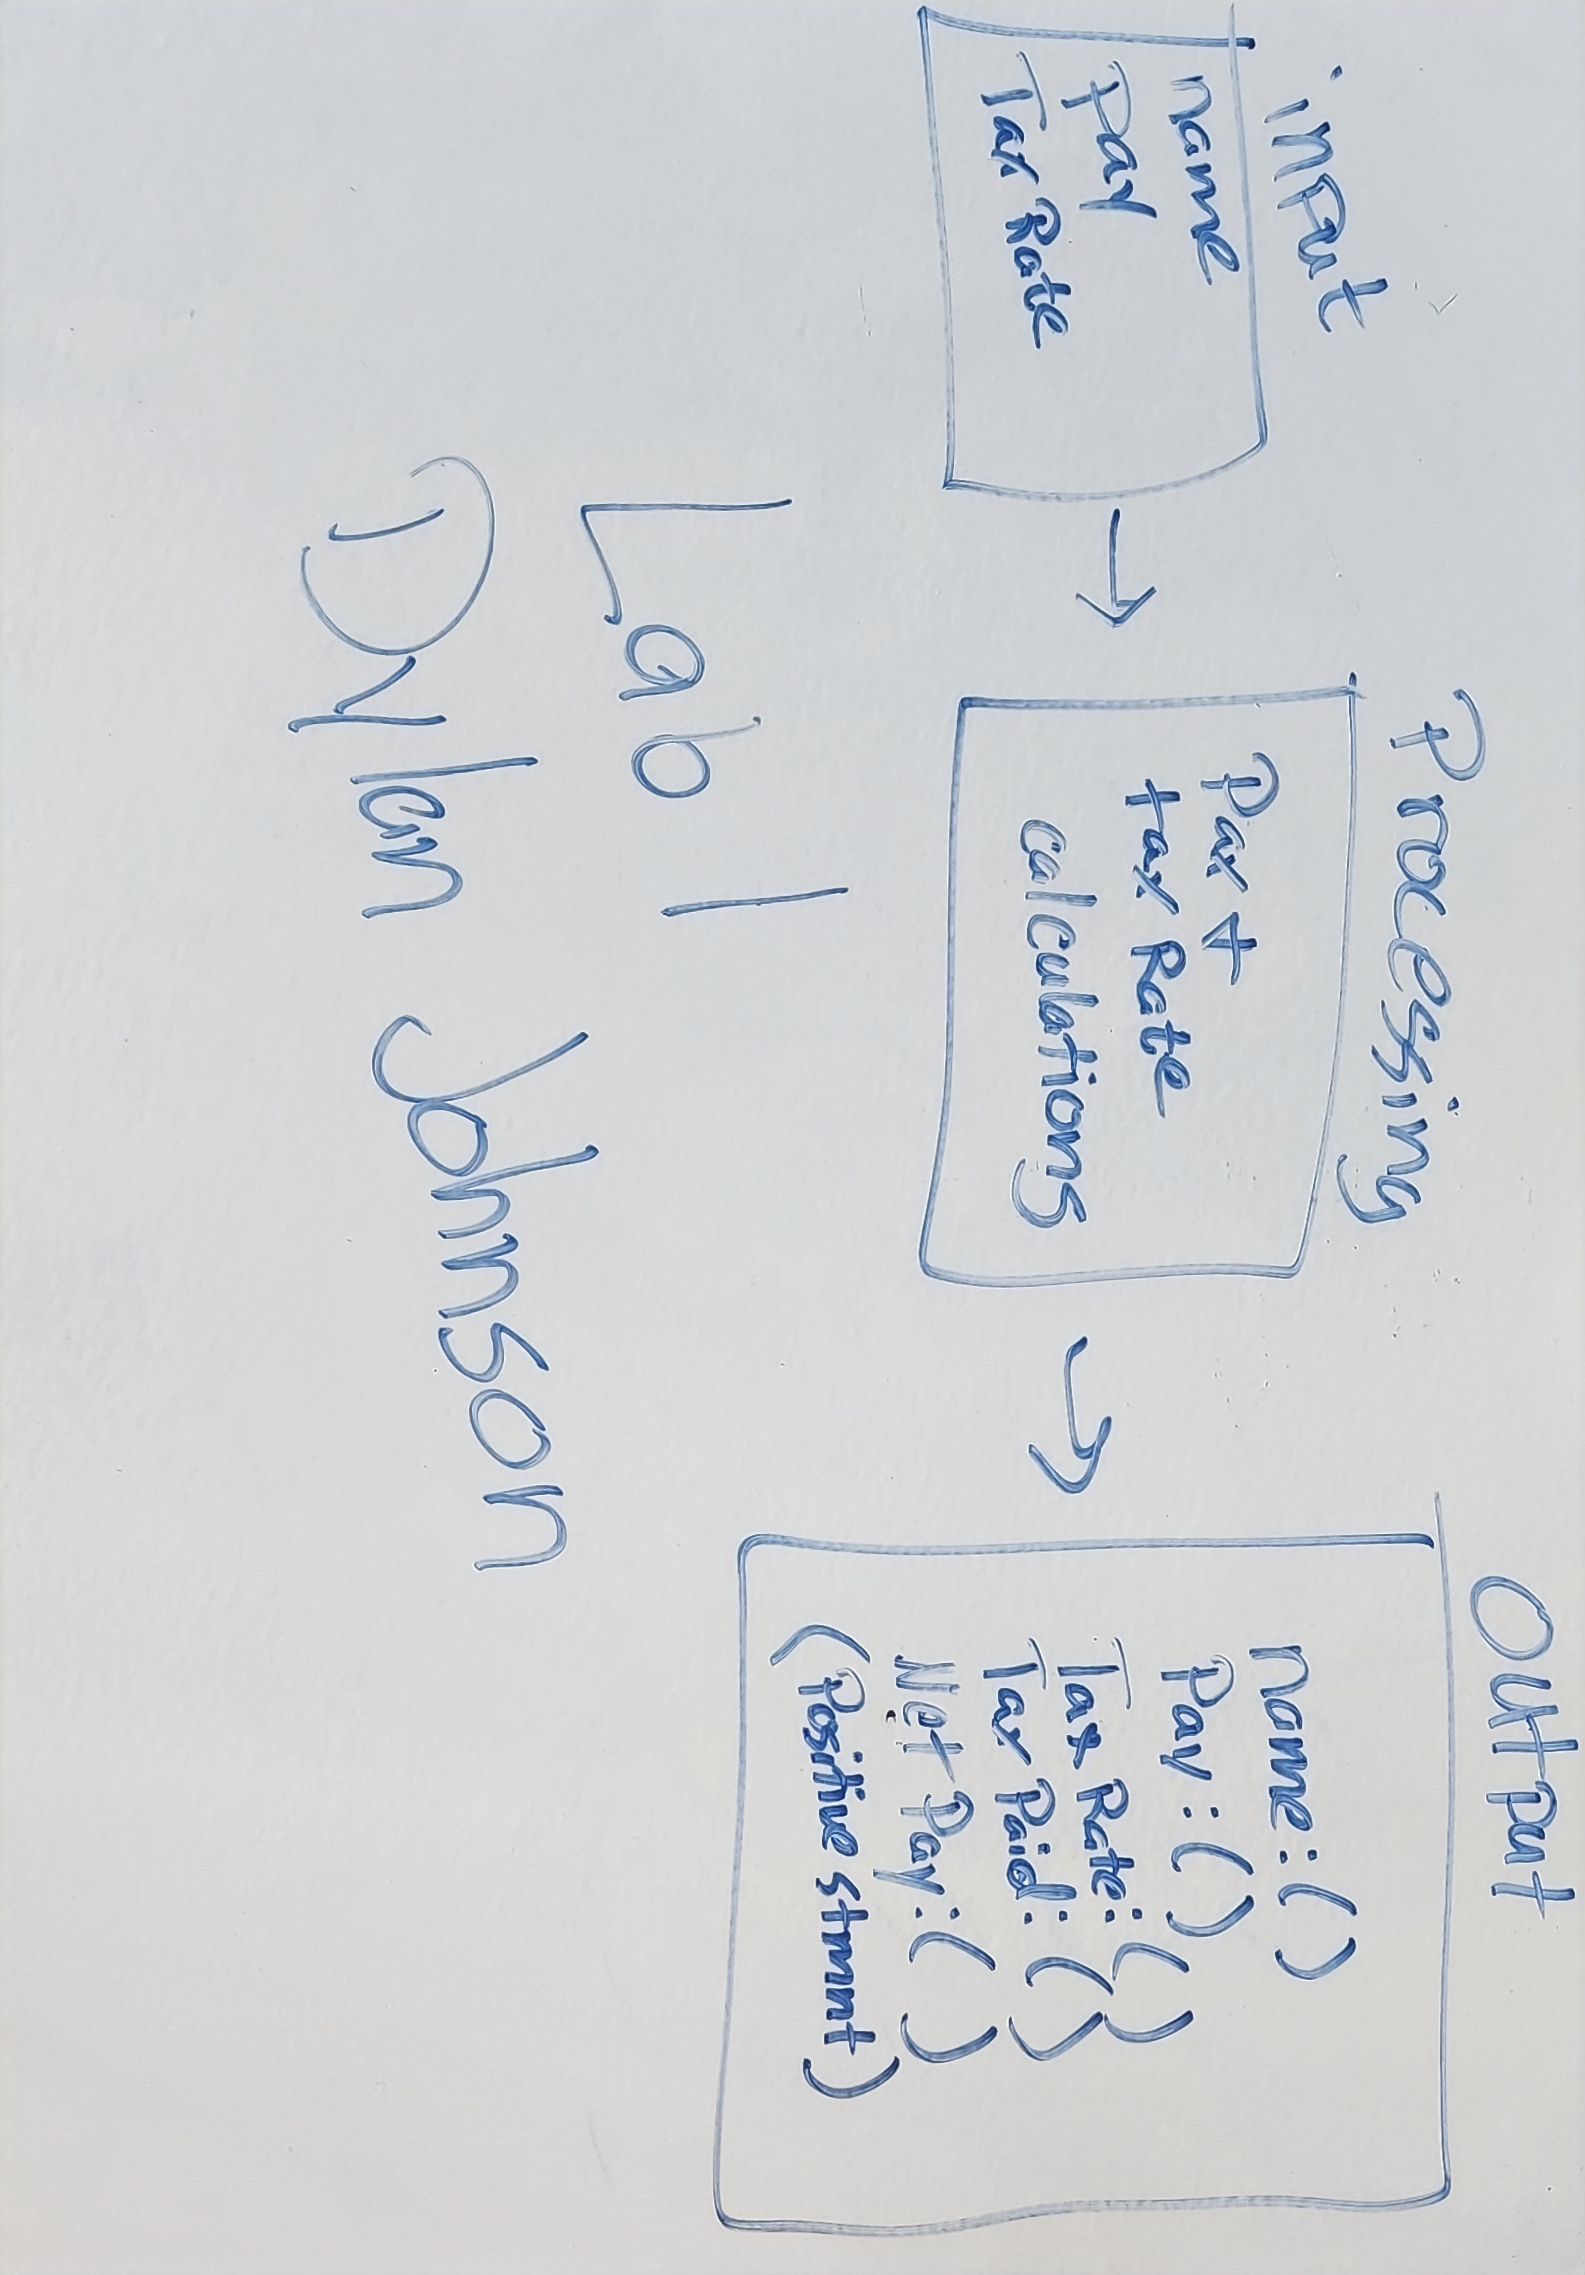 input
name
Pay
Tax Rate
Processing
Pay +
tax Rate
calculations
Output
name: ( )
Pay: ( )
Tax Rate: ( )
Tax Paid: ( )
Net Pay: ( )
(Positive stmnt)
Lab 1
Dylan Johnson